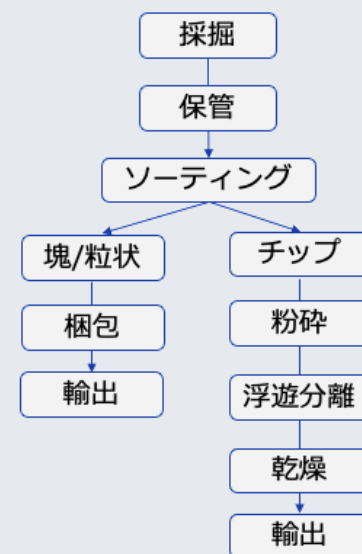 採掘
保管
ソーティング
塊/粒状
梱包
輸出
チップ
粉砕
浮遊分離
乾燥
輸出